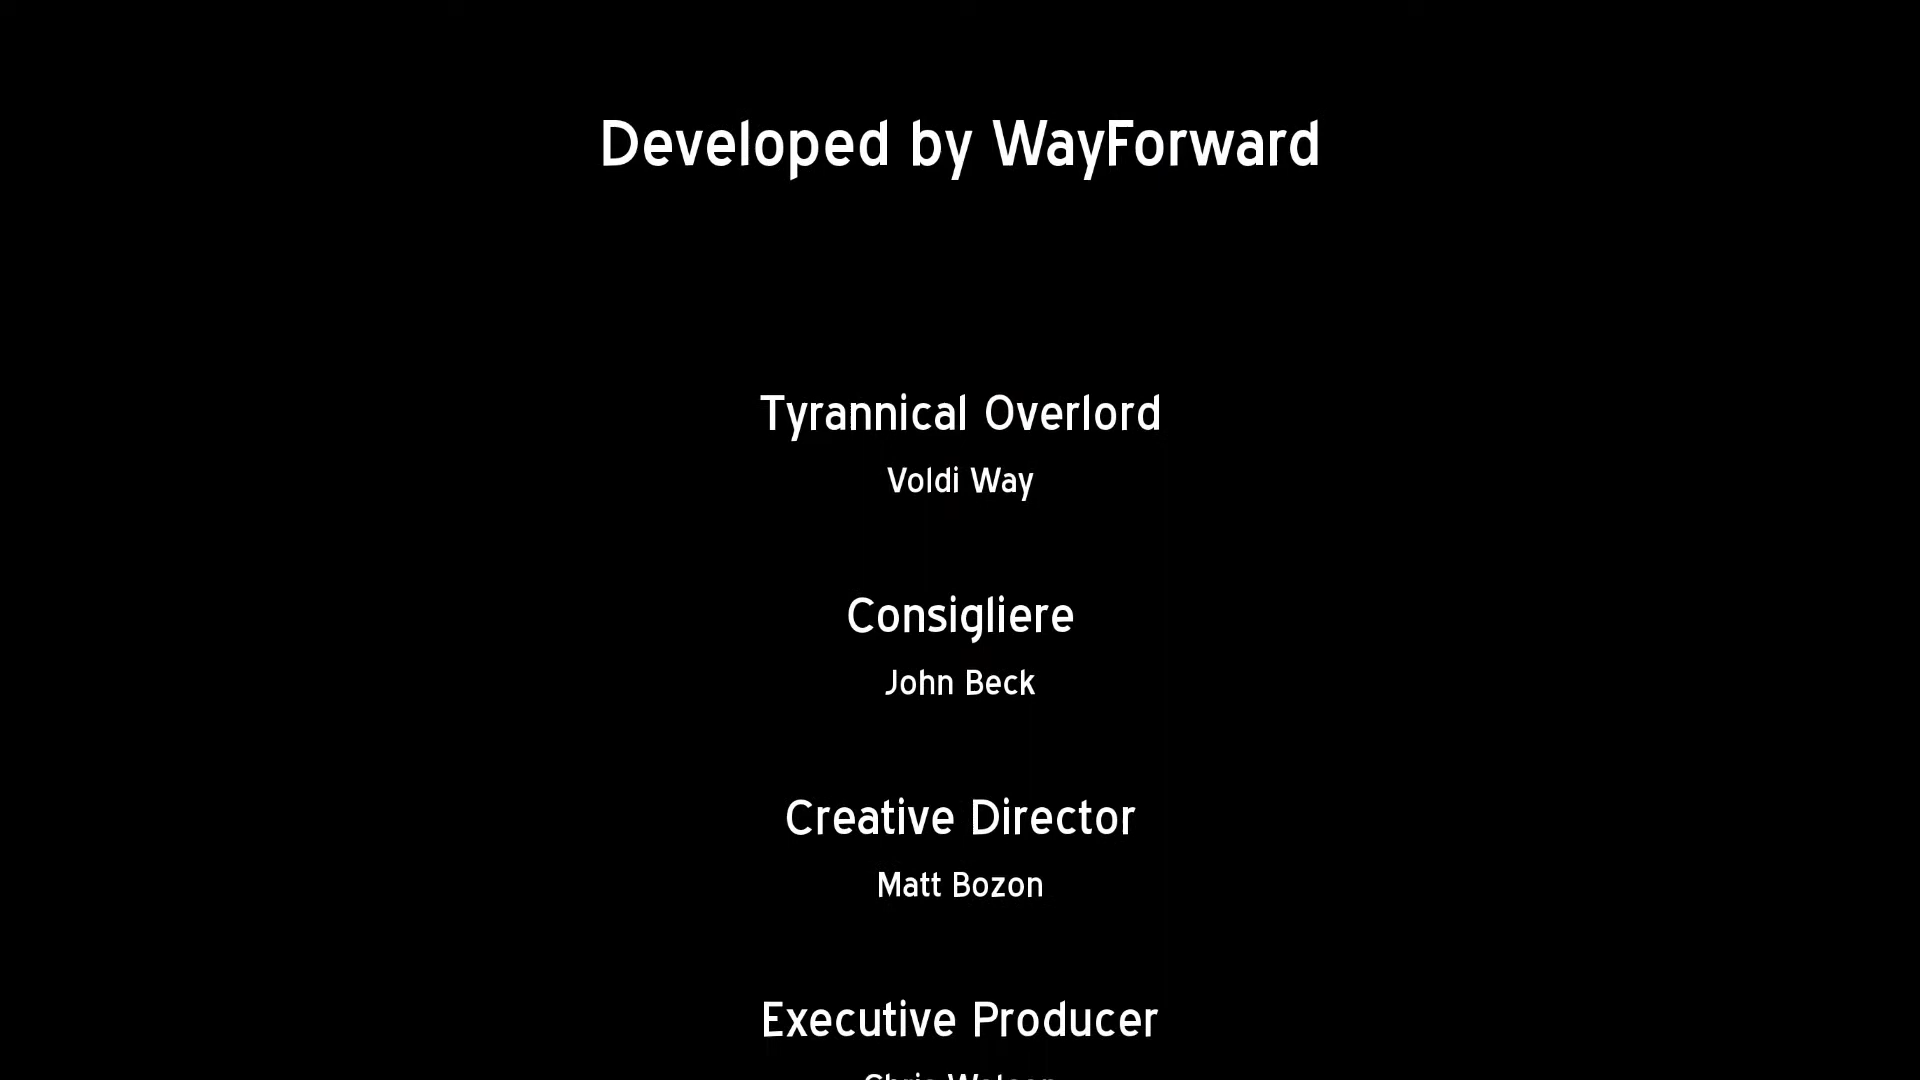 Developed by WayForward
Tyrannical Overlord
Voldi Way
Consigliere
John Beck
Creative Director
Matt Bozon
Executive Producer